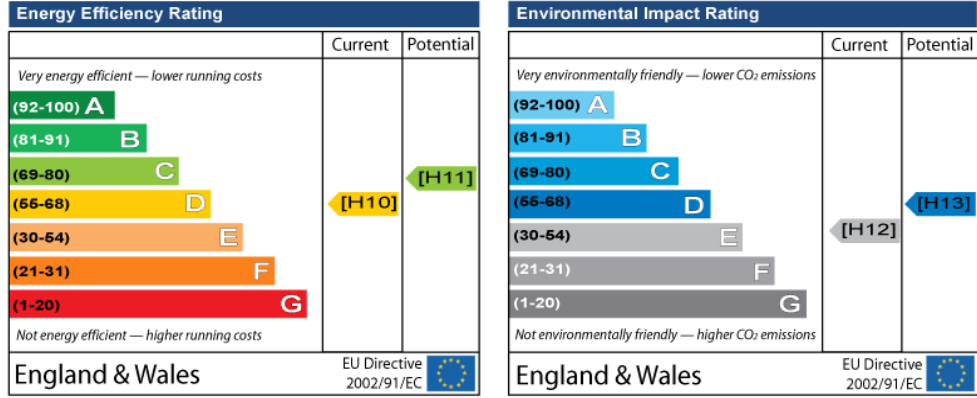 Energy Efficiency Rating
Current Potential
Very energy efficient — lower running costs
(92-100) A
(81-91) B
(69-80) C
[H11]
(55-68) D
[H10]
(30-54) E
(21-31) F
(1-20) G
Not energy efficient — higher running costs
England & Wales
EU Directive
2002/91/EC
Environmental Impact Rating
Current Potential
Very environmentally friendly — lower CO₂ emissions
(92-100) A
(81-91) B
(69-80) C
(55-68) D
[H13]
(30-54) E
[H12]
(21-31) F
(1-20) G
Not environmentally friendly — higher CO₂ emissions
England & Wales
EU Directive
2002/91/EC